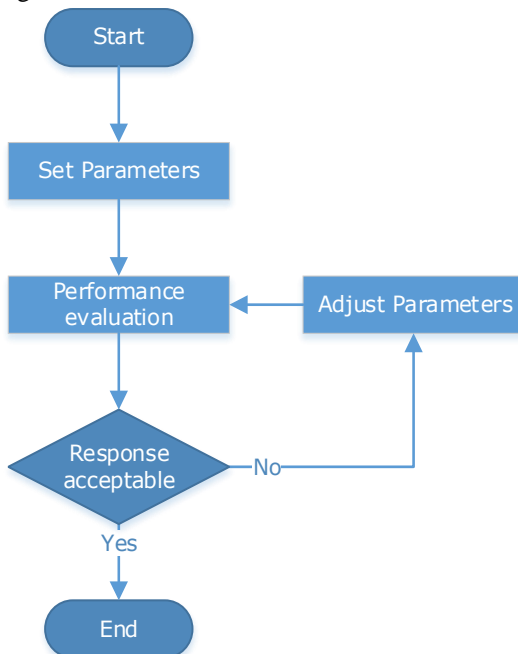 Start
Set Parameters
Performance
evaluation
Adjust Parameters
Response
acceptable
No
Yes
End